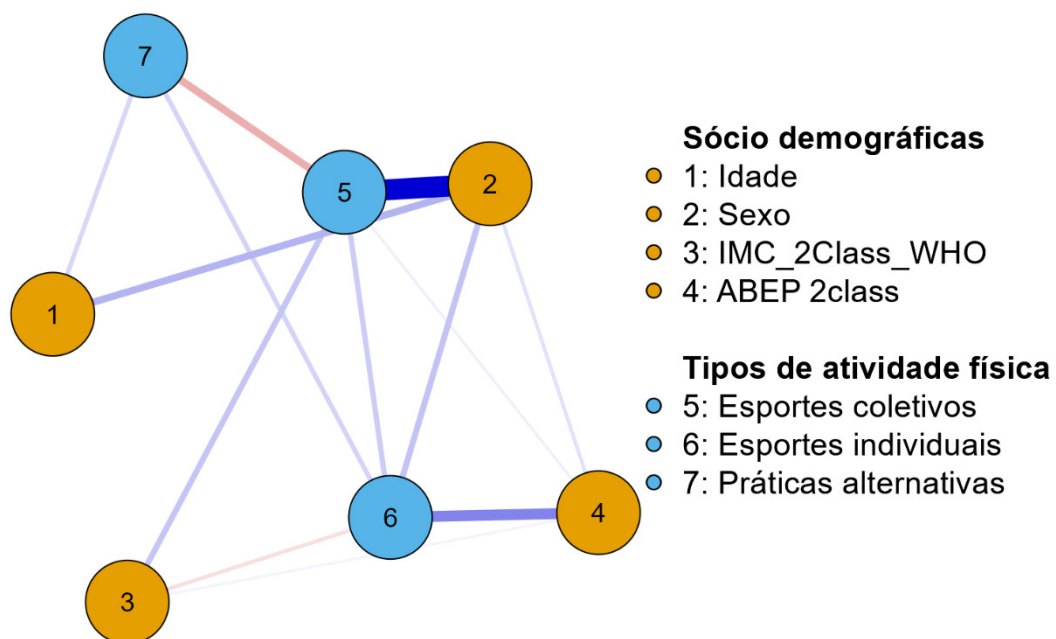 7
5
2
1
6
4
3
Sócio demográficas
1: Idade
2: Sexo
3: IMC_2Class_WHO
4: ABEP 2class
Tipos de atividade física
5: Esportes coletivos
6: Esportes individuais
7: Práticas alternativas